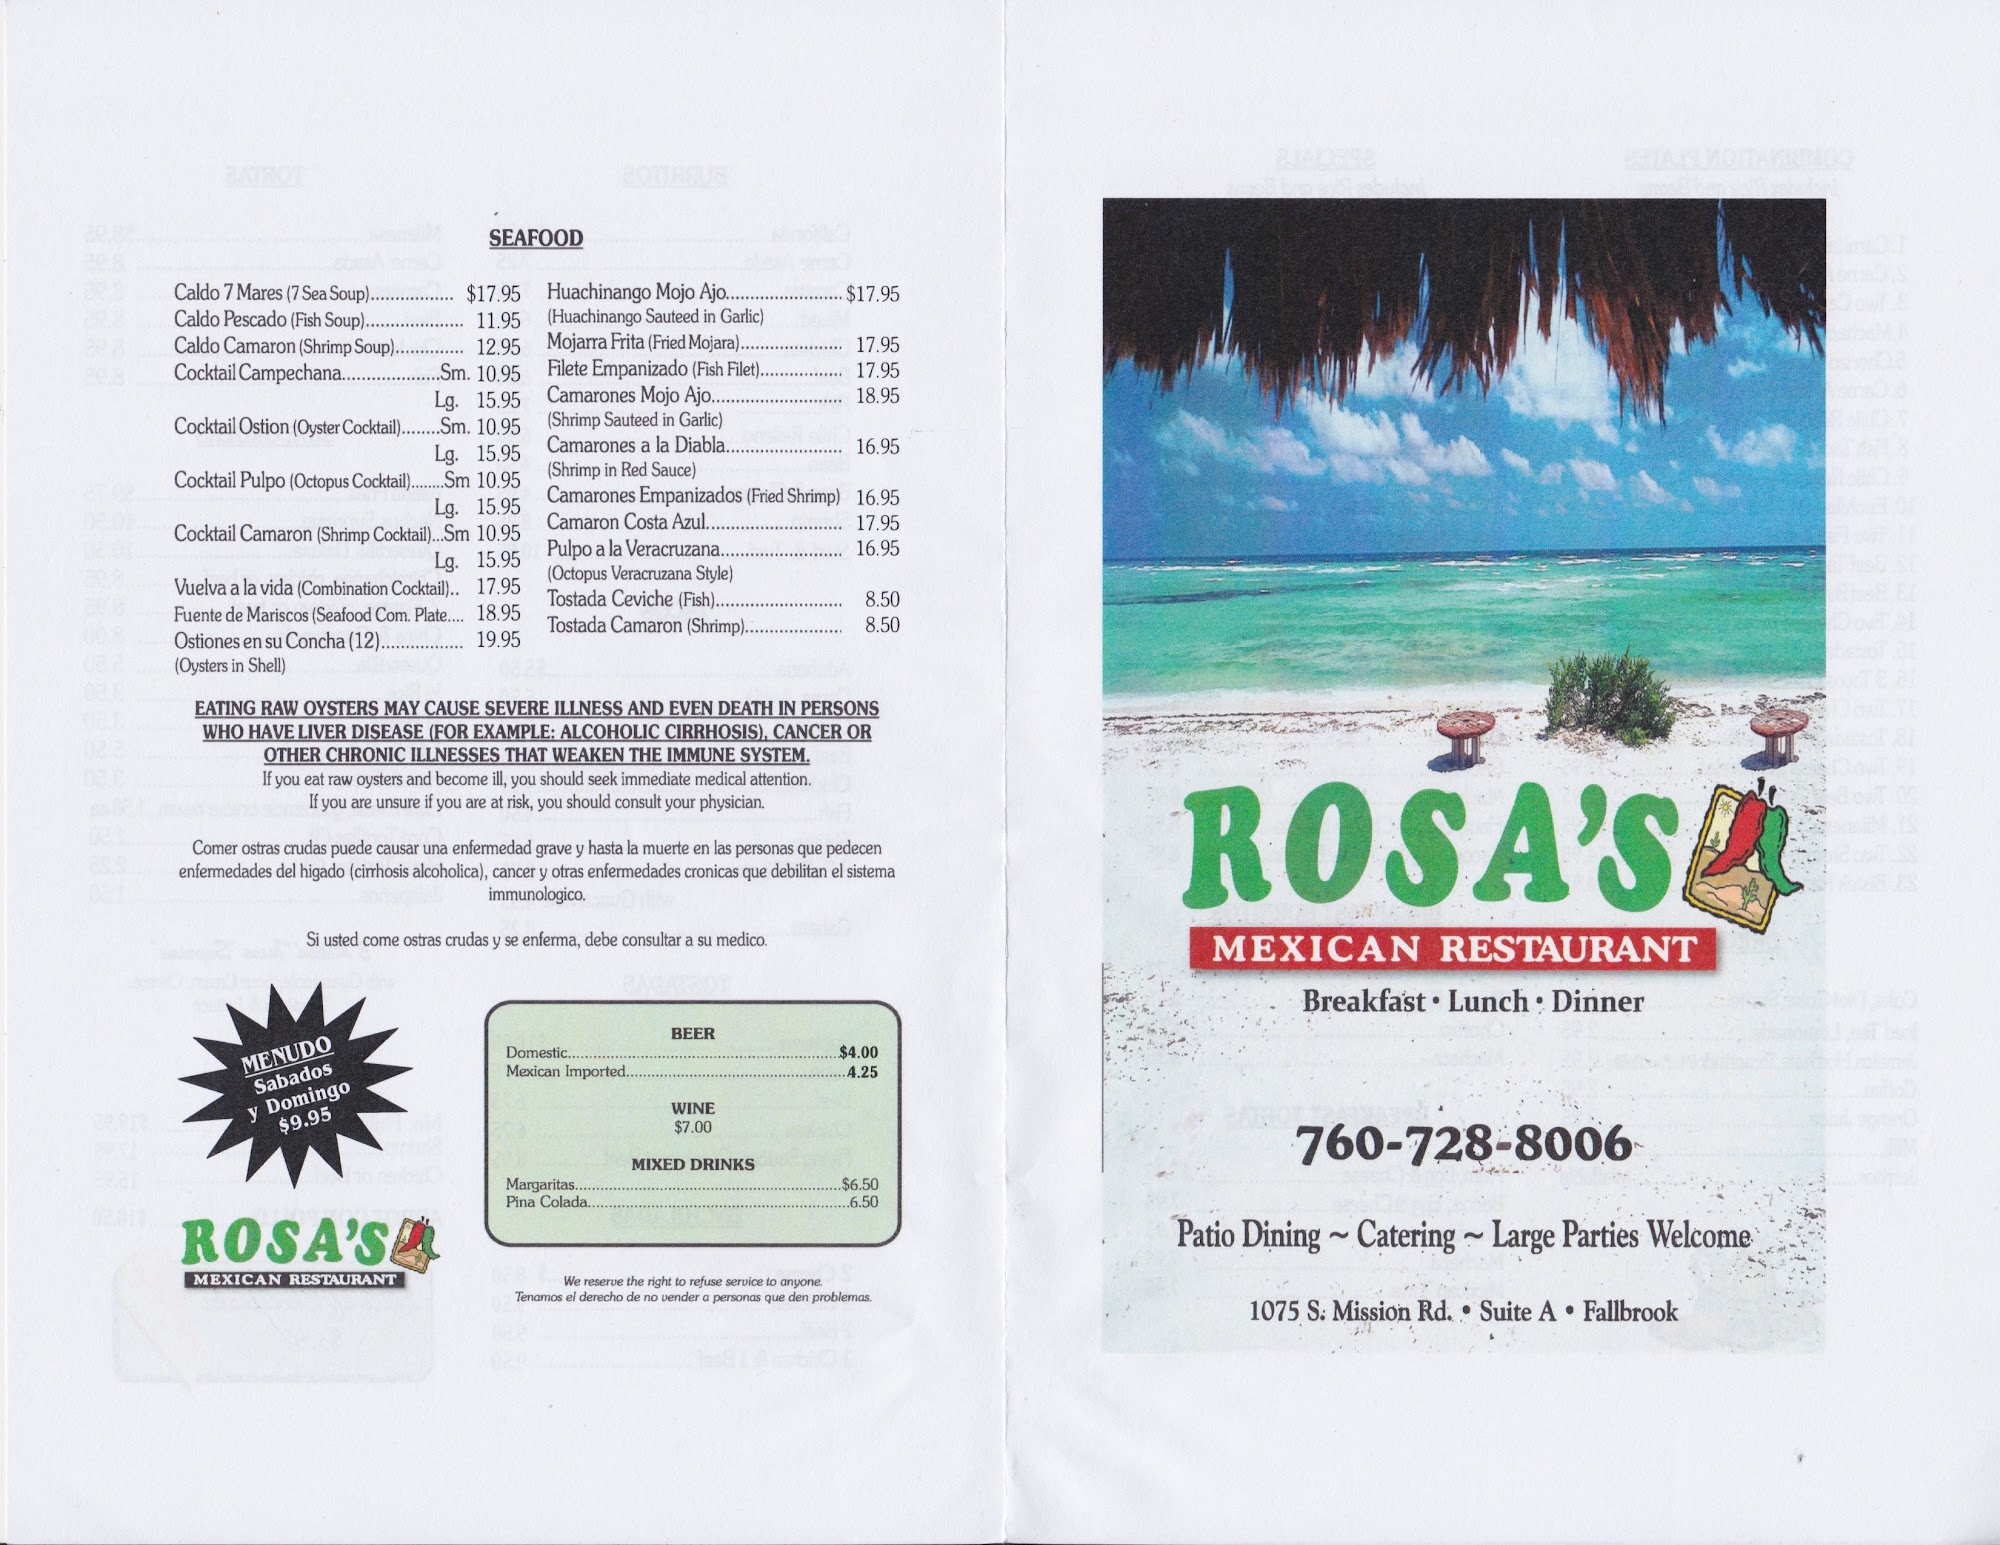 SEAFOOD
Caldo 7 Mares (7 Sea Soup)................ $17.95
Caldo Pescado (Fish Soup)................... 11.95
Caldo Camaron (Shrimp Soup)............. 12.95
Cocktail Campechana...................Sm. 10.95
Lg. 15.95
Cocktail Ostion (Oyster Cocktail)........Sm. 10.95
Lg. 15.95
Cocktail Pulpo (Octopus Cocktail).......Sm 10.95
Lg. 15.95
Cocktail Camaron (Shrimp Cocktail)...Sm 10.95
Lg. 15.95
Vuelva a la vida (Combination Cocktail).. 17.95
Fuente de Mariscos (Seafood Com. Plate.... 18.95
Ostiones en su Concha (12)................ 19.95
(Oysters in Shell)
Huachinango Mojo Ajo...................... $17.95
(Huachinango Sauteed in Garlic)
Mojarra Frita (Fried Mojara).................... 17.95
Filete Empanizado (Fish Filet)................ 17.95
Camarones Mojo Ajo......................... 18.95
(Shrimp Sauteed in Garlic)
Camarones a la Diabla...................... 16.95
(Shrimp in Red Sauce)
Camarones Empanizados (Fried Shrimp) 16.95
Camaron Costa Azul.......................... 17.95
Pulpo a la Veracruzana....................... 16.95
(Octopus Veracruzana Style)
Tostada Ceviche (Fish)......................... 8.50
Tostada Camaron (Shrimp)................... 8.50
EATING RAW OYSTERS MAY CAUSE SEVERE ILLNESS AND EVEN DEATH IN PERSONS
WHO HAVE LIVER DISEASE (FOR EXAMPLE: ALCOHOLIC CIRRHOSIS), CANCER OR
OTHER CHRONIC ILLNESSES THAT WEAKEN THE IMMUNE SYSTEM.
If you eat raw oysters and become ill, you should seek immediate medical attention.
If you are unsure if you are at risk, you should consult your physician.
Comer ostras crudas puede causar una enfermedad grave y hasta la muerte en las personas que pedecen
enfermedades del higado (cirrhosis alcoholica), cancer y otras enfermedades cronicas que debilitan el sistema
immunologico.
Si usted come ostras crudas y se enferma, debe consultar a su medico.
MENUDO
Sabados
y Domingo
$9.95
BEER
Domestic.................................................................$4.00
Mexican Imported.....................................................4.25
WINE
$7.00
MIXED DRINKS
Margaritas................................................................$6.50
Pina Colada...............................................................6.50
ROSA'S
MEXICAN RESTAURANT
We reserve the right to refuse service to anyone.
Tenamos el derecho de no vender a personas que den problemas.
ROSA'S
MEXICAN RESTAURANT
Breakfast • Lunch • Dinner
760-728-8006
Patio Dining ~ Catering ~ Large Parties Welcome
1075 S. Mission Rd. • Suite A • Fallbrook